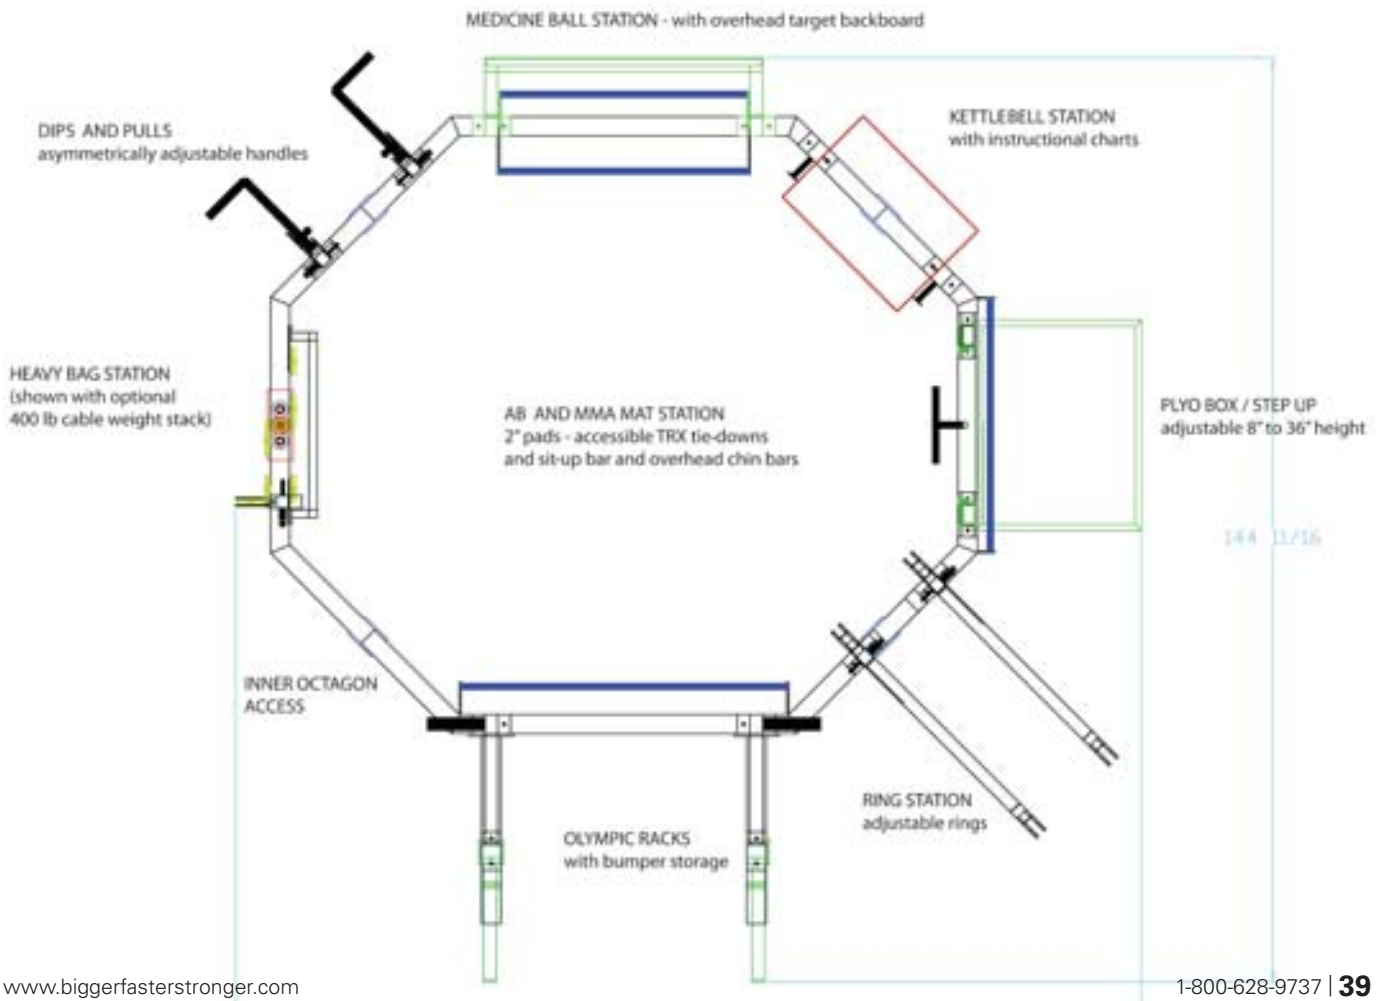 MEDICINE BALL STATION - with overhead target backboard
DIPS AND PULLS
asymmetrically adjustable handles
KETTLEBELL STATION
with instructional charts
HEAVY BAG STATION
(shown with optional
400 lb cable weight stack)
AB AND MMA MAT STATION
2" pads - accessible TRX tie-downs
and sit-up bar and overhead chin bars
PLYO BOX / STEP UP
adjustable 8" to 36" height
144 11/16
INNER OCTAGON
ACCESS
RING STATION
adjustable rings
OLYMPIC RACKS
with bumper storage
www.biggerfasterstronger.com
1-800-628-9737 | 39